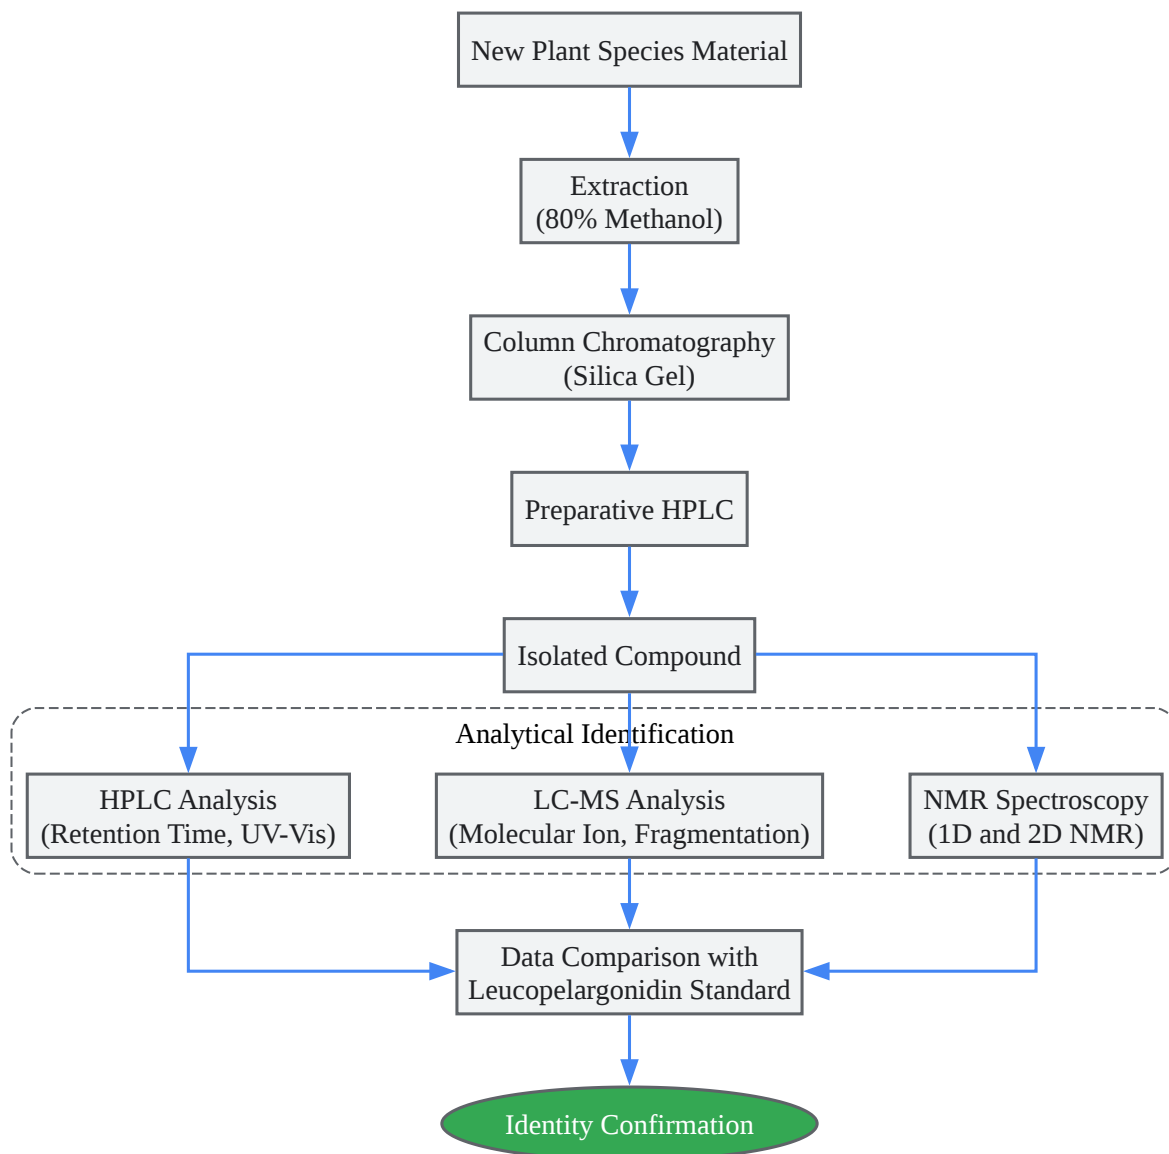 New Plant Species Material
Extraction
(80% Methanol)
Column Chromatography
(Silica Gel)
Preparative HPLC
Isolated Compound
Analytical Identification
HPLC Analysis
(Retention Time, UV-Vis)
LC-MS Analysis
(Molecular Ion, Fragmentation)
NMR Spectroscopy
(1D and 2D NMR)
Data Comparison with
Leucopelargonidin Standard
Identity Confirmation